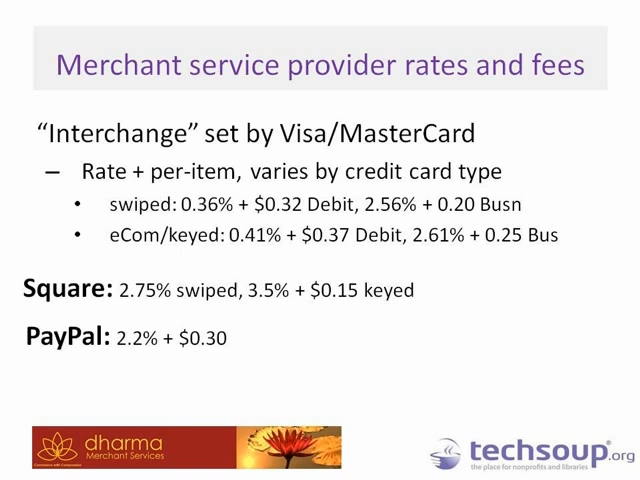 Merchant service provider rates and fees
“Interchange” set by Visa/MasterCard
– Rate + per-item, varies by credit card type
• swiped: 0.36% + $0.32 Debit, 2.56% + 0.20 Busn
• eCom/keyed: 0.41% + $0.37 Debit, 2.61% + 0.25 Bus
Square: 2.75% swiped, 3.5% + $0.15 keyed
PayPal: 2.2% + $0.30
dharma
Merchant Services
Commerce with Compassion
techsoup®.org
the place for nonprofits and libraries